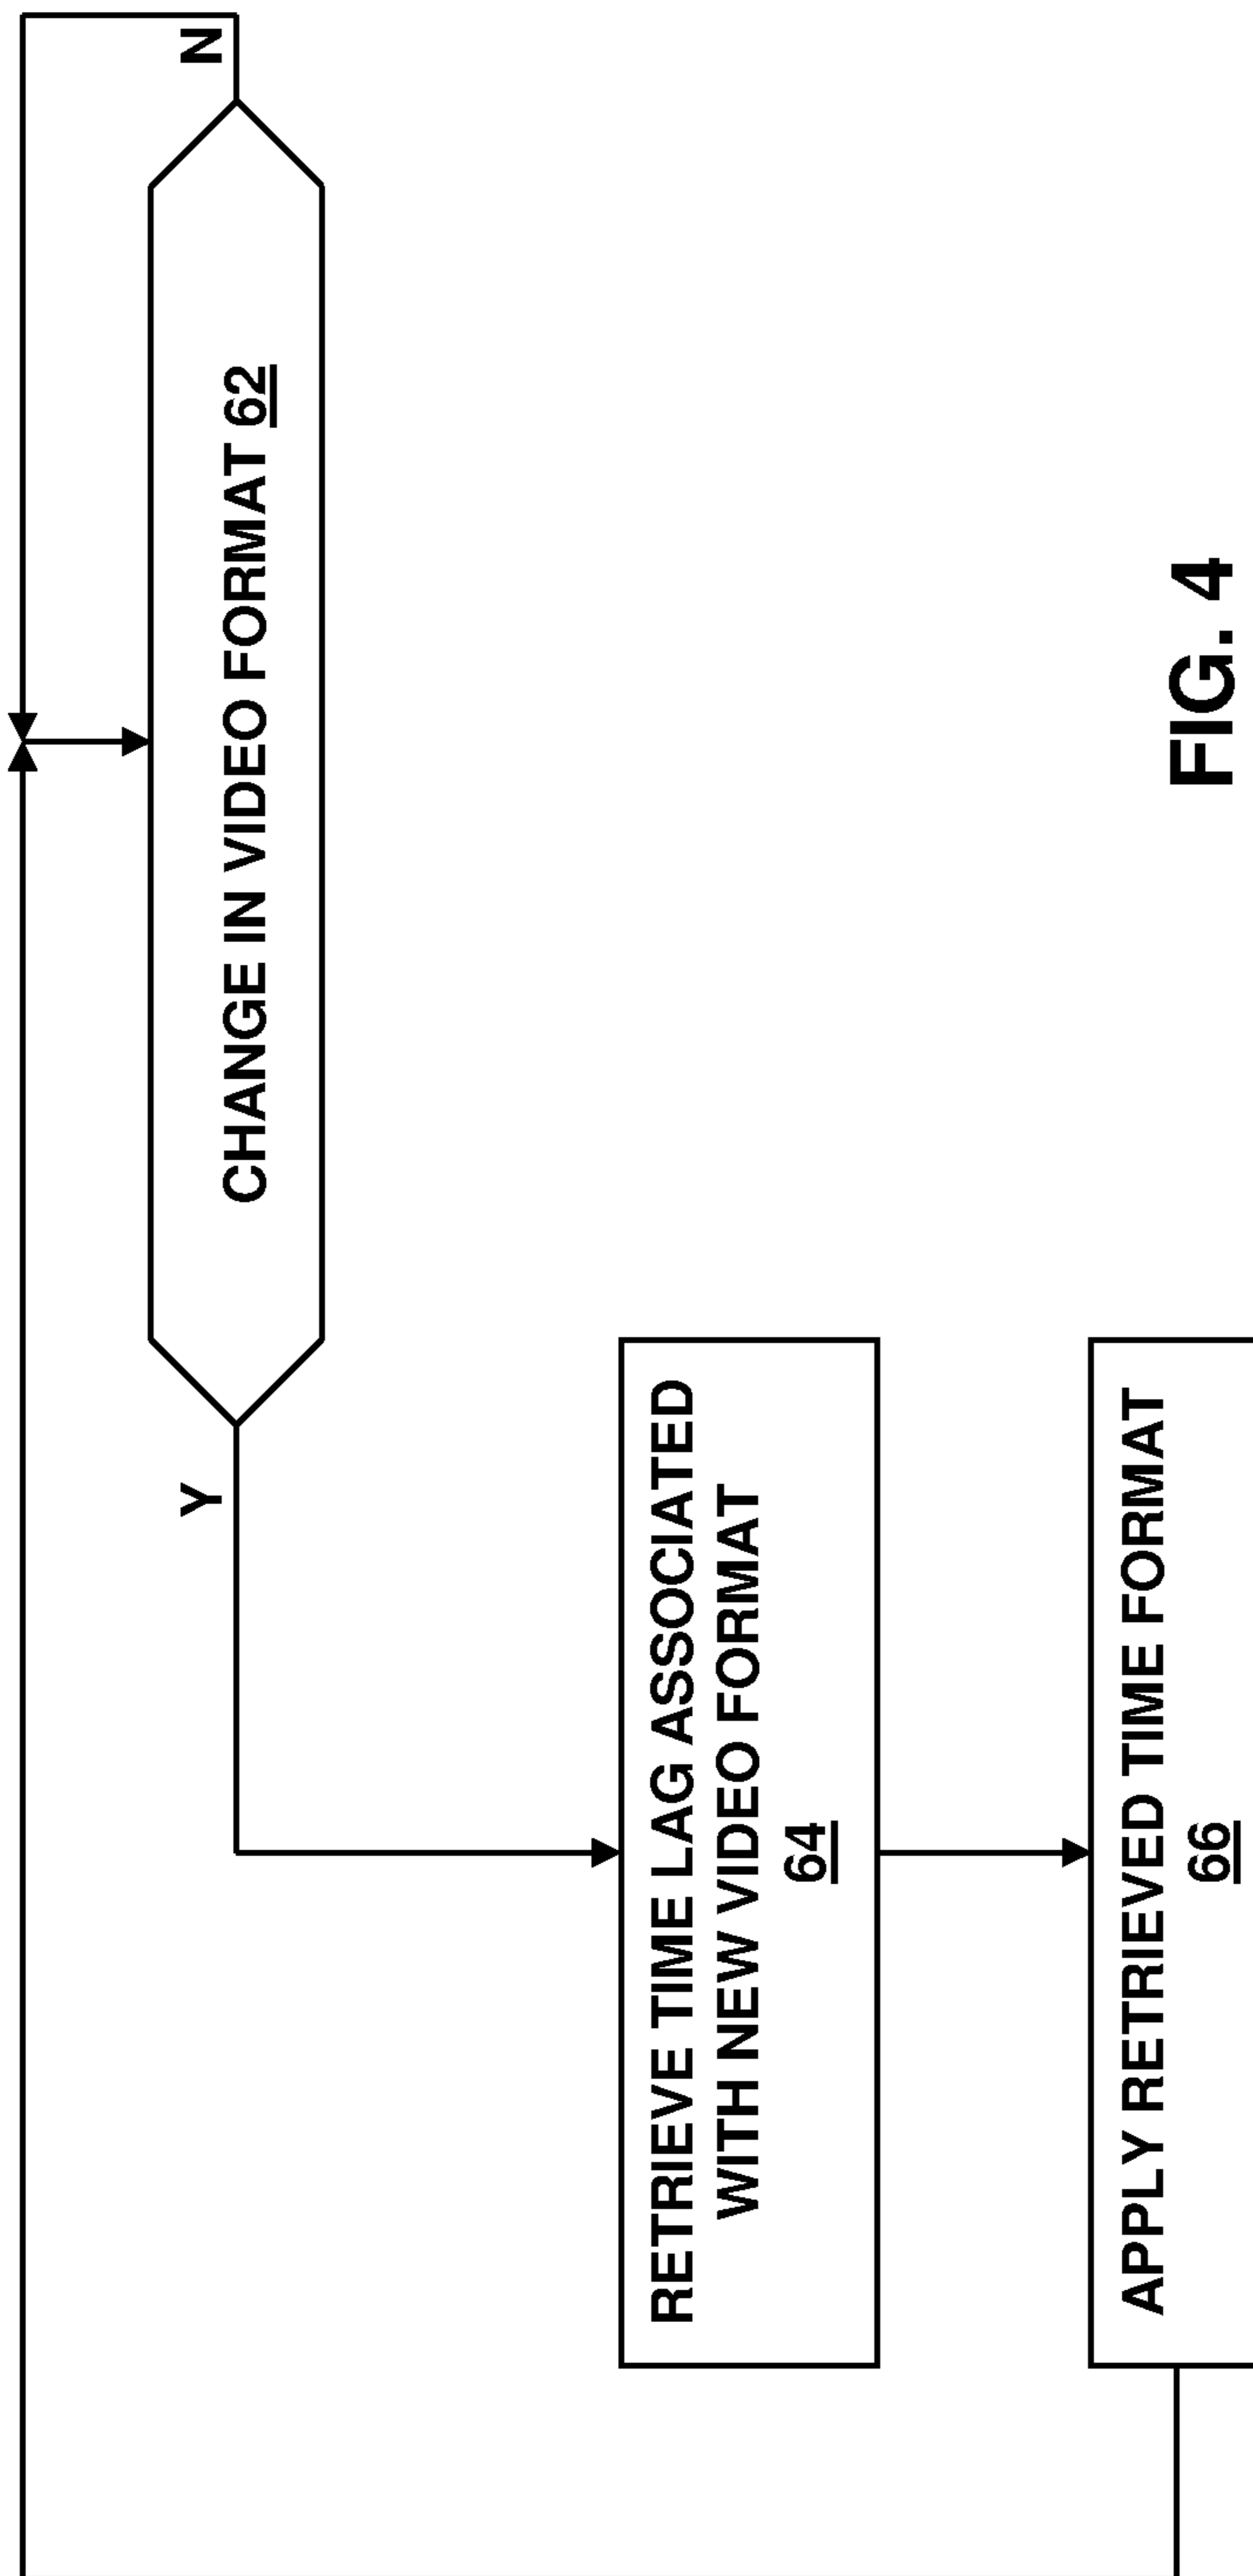 N
CHANGE IN VIDEO FORMAT 62
Y
RETRIEVE TIME LAG ASSOCIATED
WITH NEW VIDEO FORMAT
64
APPLY RETRIEVED TIME FORMAT
66
FIG. 4